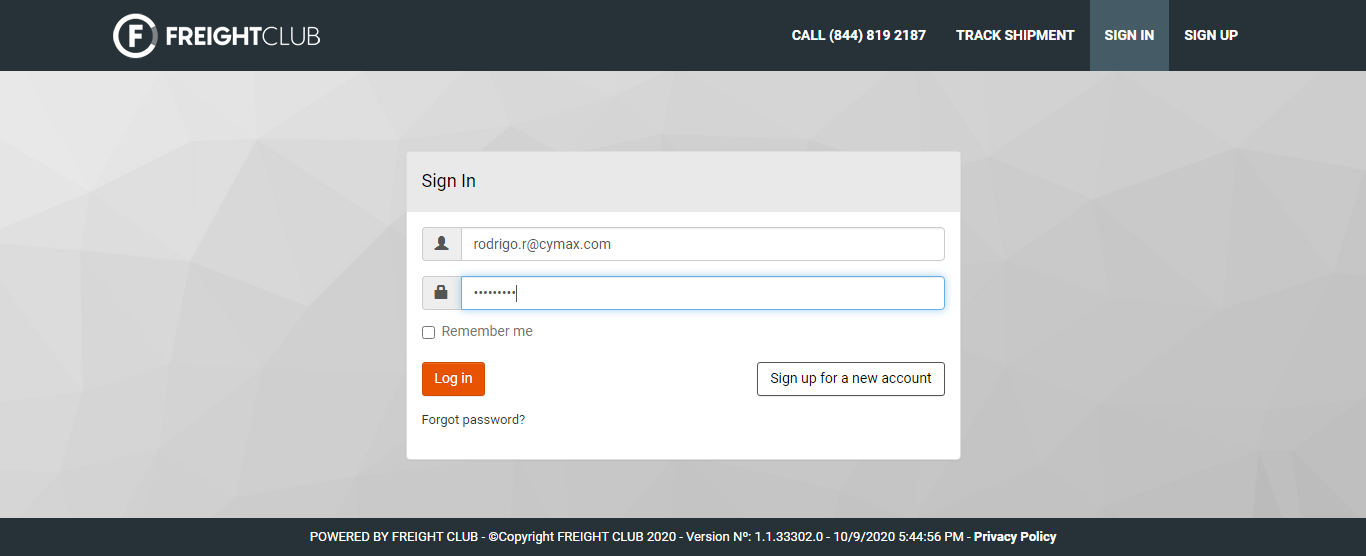 F FREIGHTCLUB
CALL (844) 819 2187 TRACK SHIPMENT SIGN IN SIGN UP
Sign In
rodrigo.r@cymax.com
•••••••••
Remember me
Log in Sign up for a new account
Forgot password?
POWERED BY FREIGHT CLUB - ©Copyright FREIGHT CLUB 2020 - Version Nº: 1.1.33302.0 - 10/9/2020 5:44:56 PM - Privacy Policy